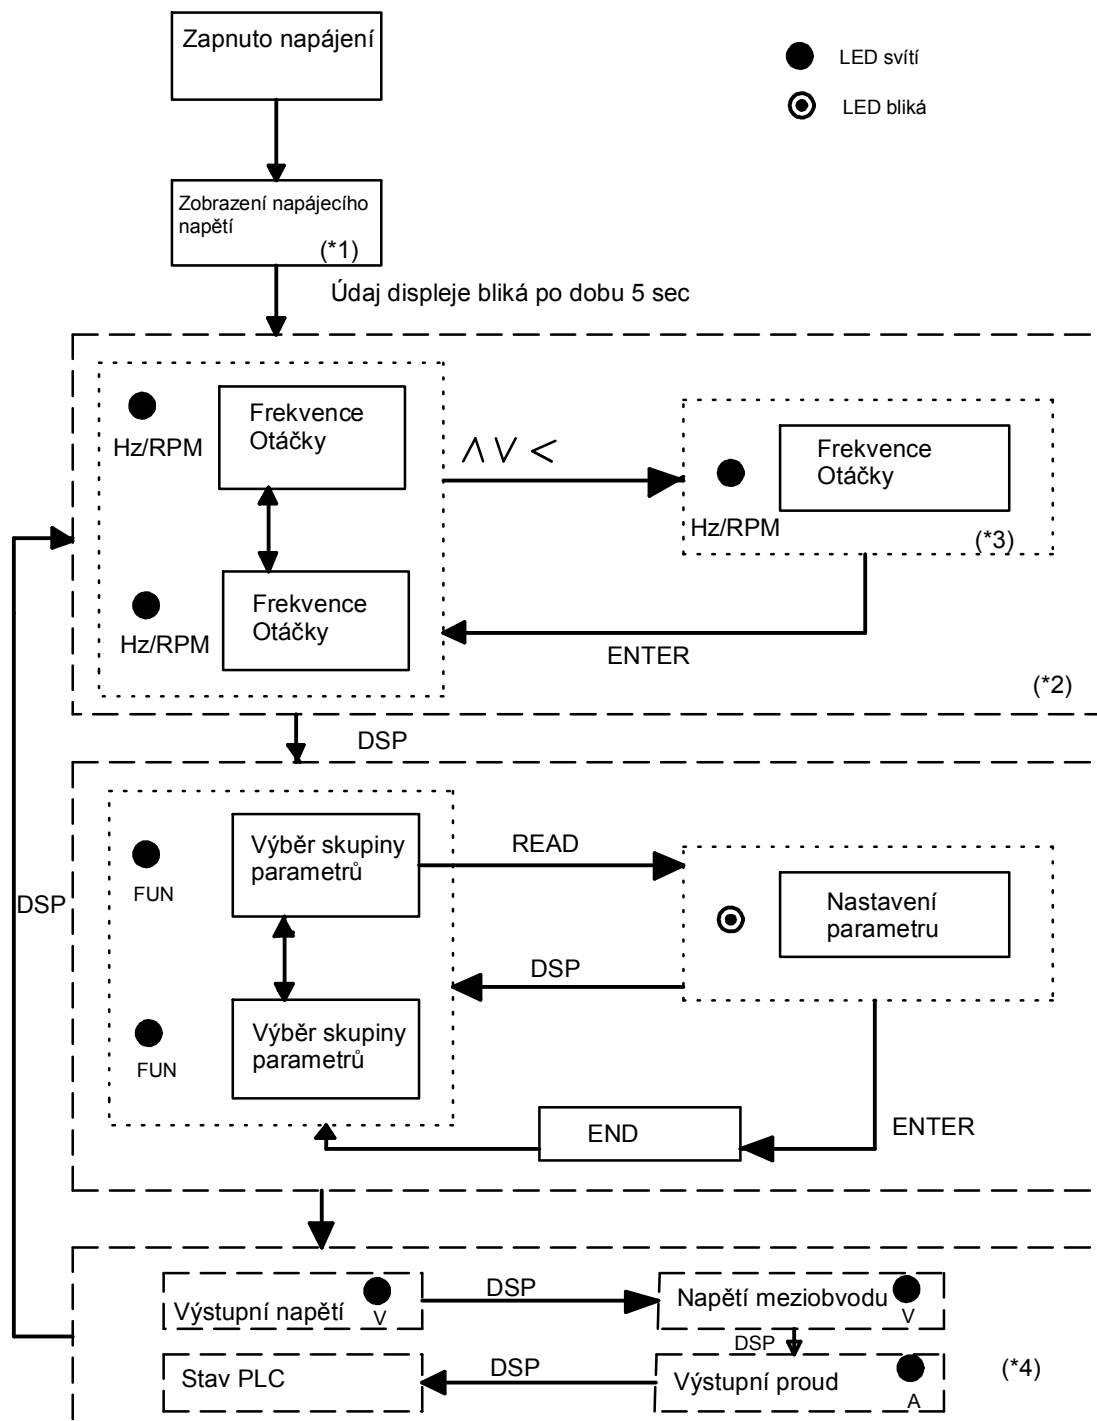 Zapnuto napájení
LED svítí
LED bliká
Zobrazení napájecího
napětí
(*1)
Údaj displeje bliká po dobu 5 sec
Frekvence
Otáčky
Hz/RPM
Λ V <
Frekvence
Otáčky
Hz/RPM
(*3)
Frekvence
Otáčky
Hz/RPM
ENTER
(*2)
DSP
Výběr skupiny
parametrů
FUN
READ
Nastavení
parametru
DSP
DSP
Výběr skupiny
parametrů
FUN
END
ENTER
Výstupní napětí
V
DSP
Napětí meziobvodu
V
DSP
Stav PLC
DSP
Výstupní proud
A
(*4)